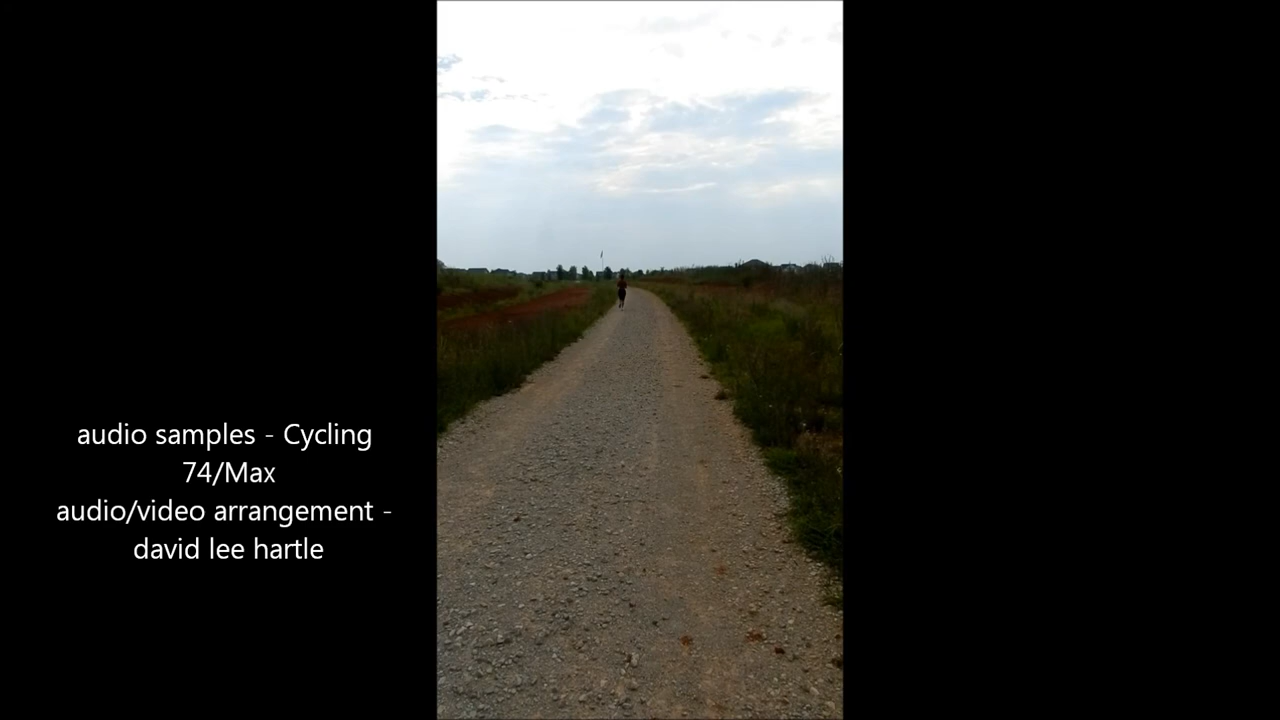 audio samples - Cycling
74/Max
audio/video arrangement -
david lee hartle